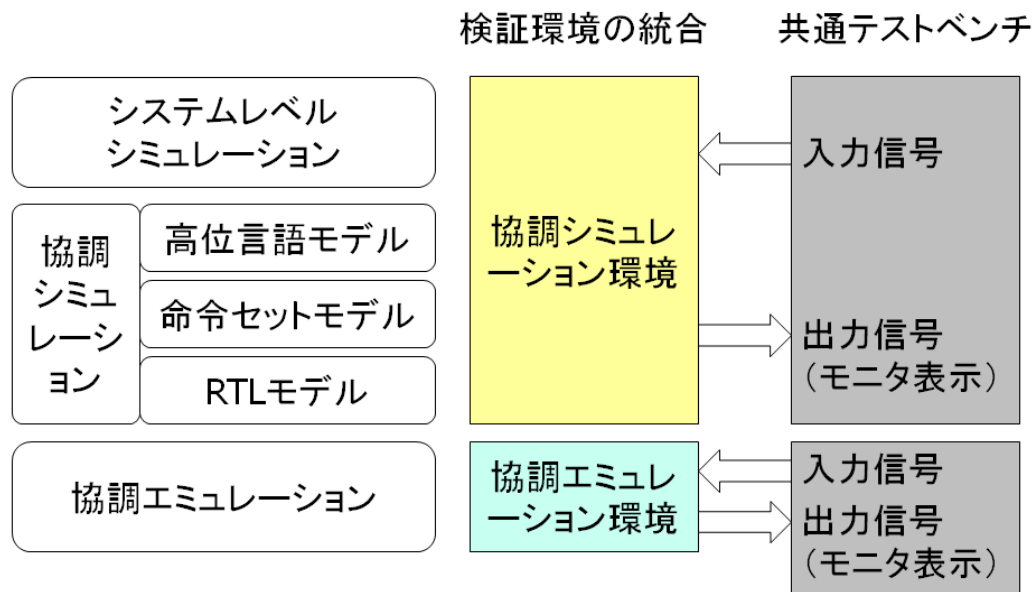 検証環境の統合
共通テストベンチ
システムレベル
シミュレーション
協調
シミュ
レーシ
ョン
高位言語モデル
命令セットモデル
RTLモデル
協調エミュレーション
協調シミュレ
ーション環境
協調エミュレ
ーション環境
入力信号
出力信号
（モニタ表示）
入力信号
出力信号
（モニタ表示）